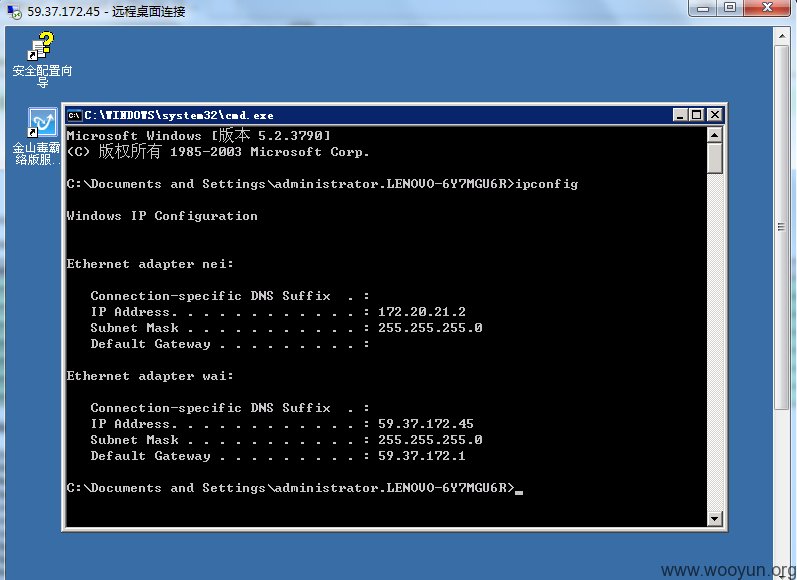 59.37.172.45 - 远程桌面连接
安全配置向
导
金山毒霸
络版服...
C:\WINDOWS\system32\cmd.exe
Microsoft Windows [版本 5.2.3790]
(C) 版权所有 1985-2003 Microsoft Corp.
C:\Documents and Settings\administrator.LENOVO-6Y7MGU6R>ipconfig
Windows IP Configuration
Ethernet adapter nei:
Connection-specific DNS Suffix  . :
IP Address. . . . . . . . . . . . : 172.20.21.2
Subnet Mask . . . . . . . . . . . : 255.255.255.0
Default Gateway . . . . . . . . . :
Ethernet adapter wai:
Connection-specific DNS Suffix  . :
IP Address. . . . . . . . . . . . : 59.37.172.45
Subnet Mask . . . . . . . . . . . : 255.255.255.0
Default Gateway . . . . . . . . . : 59.37.172.1
C:\Documents and Settings\administrator.LENOVO-6Y7MGU6R>
www.wooyun.org